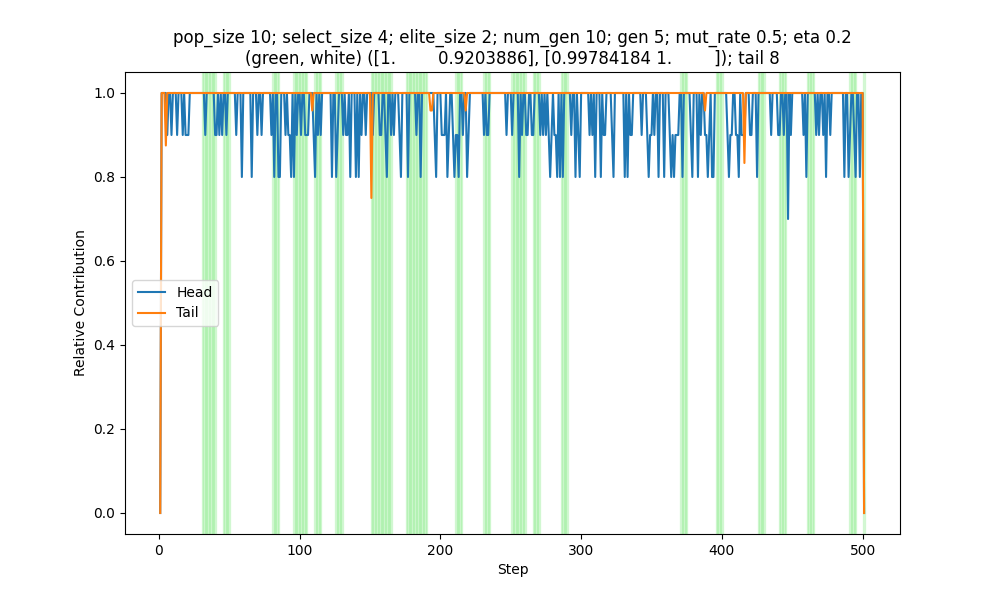 pop_size 10; select_size 4; elite_size 2; num_gen 10; gen 5; mut_rate 0.5; eta 0.2
(green, white) ([1.        0.9203886], [0.99784184 1.        ]); tail 8
1.0
0.8
0.6
0.4
0.2
0.0
Relative Contribution
Head
Tail
0
100
200
300
400
500
Step